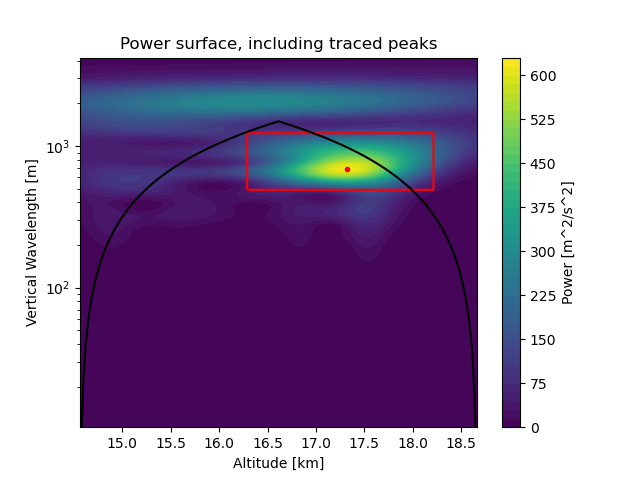 Power surface, including traced peaks
Vertical Wavelength [m]
10^3
10^2
15.0 15.5 16.0 16.5 17.0 17.5 18.0 18.5
Altitude [km]
600
525
450
375
300
225
150
75
0
Power [m^2/s^2]